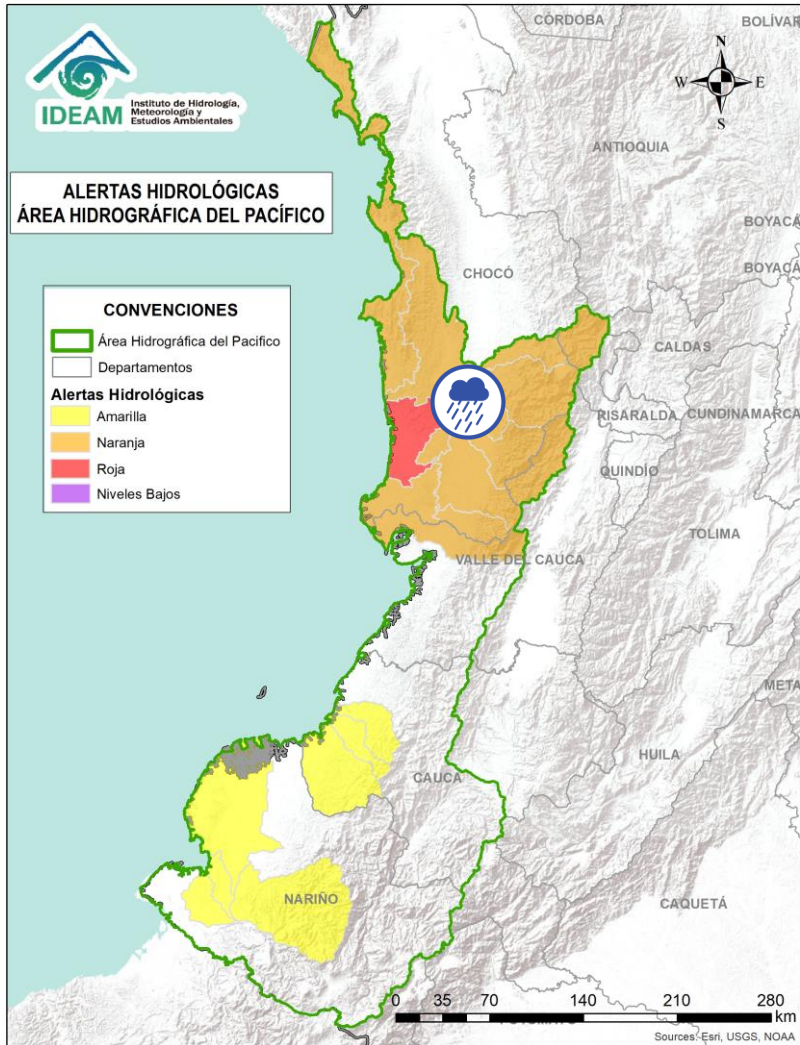 CÓRDOBA
BOLÍVAR
IDEAM
Instituto de Hidrología,
Meteorología y
Estudios Ambientales
N
W
E
S
ANTIOQUIA
ALERTAS HIDROLÓGICAS
ÁREA HIDROGRÁFICA DEL PACÍFICO
BOYACÁ
BOYACÁ
CHOCÓ
CONVENCIONES
Área Hidrográfica del Pacifico
Departamentos
Alertas Hidrológicas
Amarilla
Naranja
Roja
Niveles Bajos
CALDAS
RISARALDA
CUNDINAMARCA
QUINDÍO
TOLIMA
VALLE DEL CAUCA
META
HUILA
CAUCA
NARIÑO
CAQUETÁ
0 35 70 140 210 280
km
Sources: Esri, USGS, NOAA